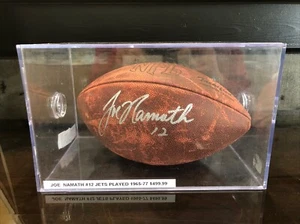 Joe Namath
12
JOE NAMATH #12 JETS PLAYED 1965-77 $499.99